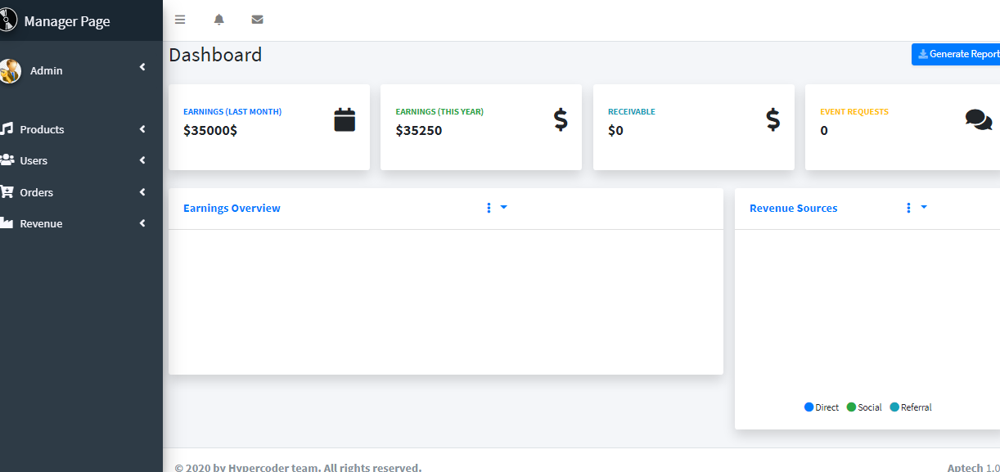 Manager Page
Admin
Products
Users
Orders
Revenue
Dashboard
Generate Report
EARNINGS (LAST MONTH)
$35000$
EARNINGS (THIS YEAR)
$35250
RECEIVABLE
$0
EVENT REQUESTS
0
Earnings Overview
Revenue Sources
Direct Social Referral
© 2020 by Hypercoder team. All rights reserved.
Aptech 1.0